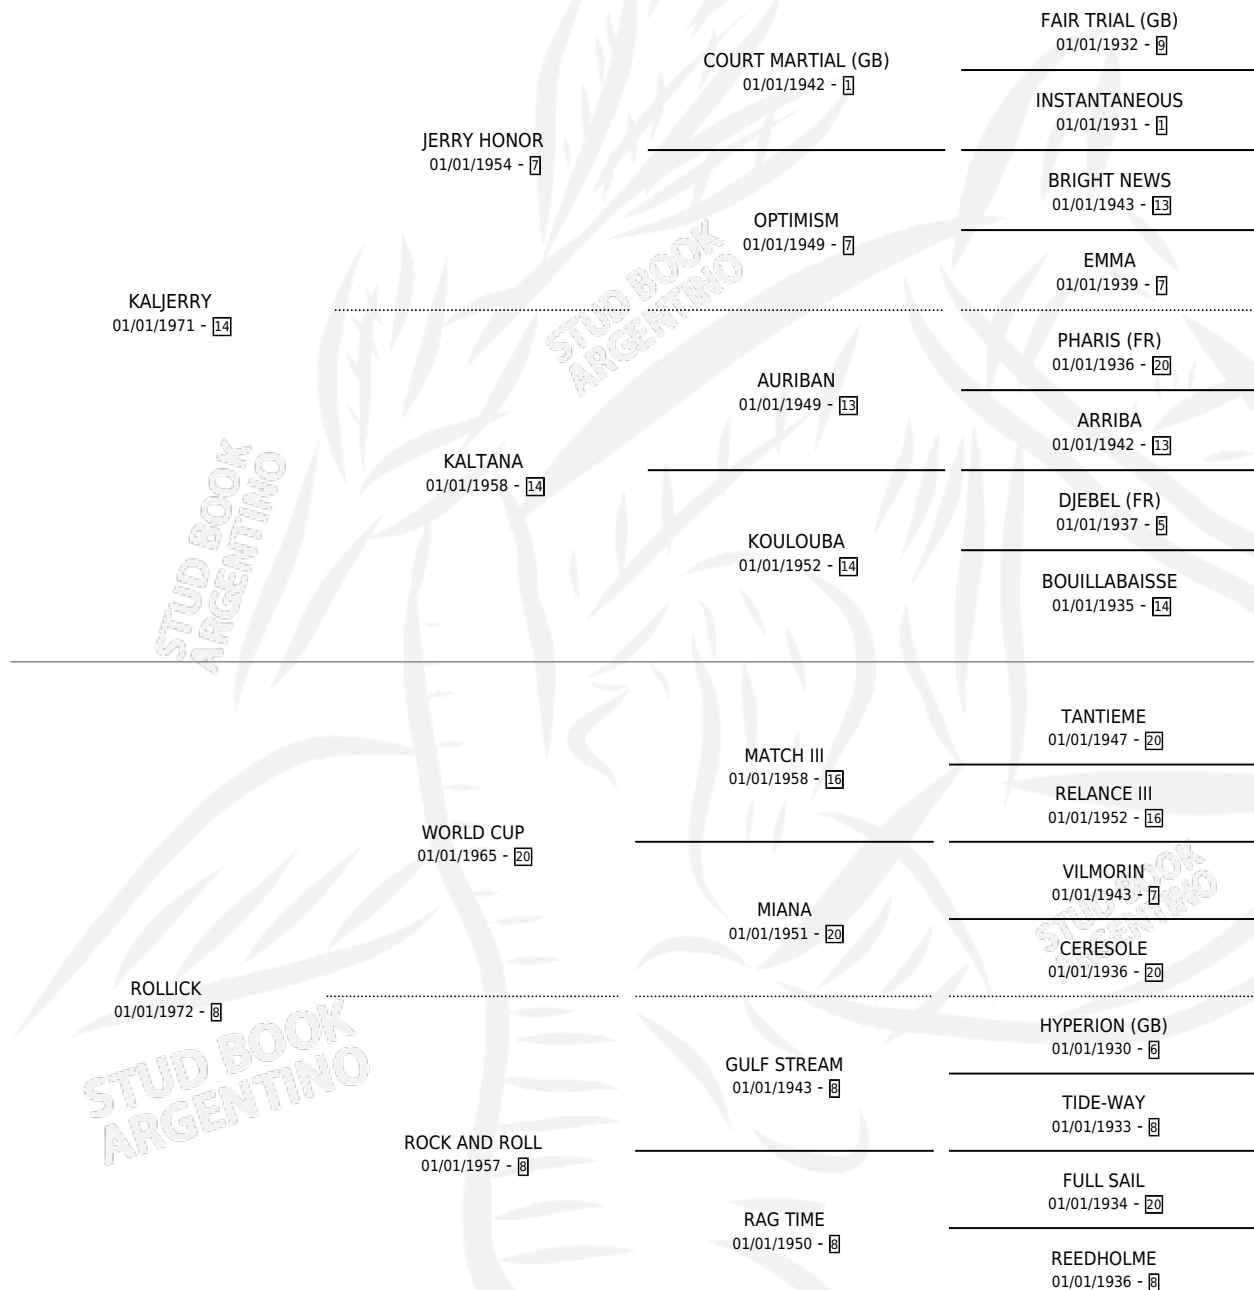 KALJERRY
01/01/1971 - 14
JERRY HONOR
01/01/1954 - 7
COURT MARTIAL (GB)
01/01/1942 - 1
FAIR TRIAL (GB)
01/01/1932 - 9
INSTANTANEOUS
01/01/1931 - 1
OPTIMISM
01/01/1949 - 7
BRIGHT NEWS
01/01/1943 - 13
EMMA
01/01/1939 - 7
KALTANA
01/01/1958 - 14
AURIBAN
01/01/1949 - 13
PHARIS (FR)
01/01/1936 - 20
ARRIBA
01/01/1942 - 13
KOULOUBA
01/01/1952 - 14
DJEBEL (FR)
01/01/1937 - 5
BOUILLABAISSE
01/01/1935 - 14
ROLLICK
01/01/1972 - 8
WORLD CUP
01/01/1965 - 20
MATCH III
01/01/1958 - 16
TANTIEME
01/01/1947 - 20
RELANCE III
01/01/1952 - 16
MIANA
01/01/1951 - 20
VILMORIN
01/01/1943 - 7
CERESOLE
01/01/1936 - 20
ROCK AND ROLL
01/01/1957 - 8
GULF STREAM
01/01/1943 - 8
HYPERION (GB)
01/01/1930 - 6
TIDE-WAY
01/01/1933 - 8
RAG TIME
01/01/1950 - 8
FULL SAIL
01/01/1934 - 20
REEDHOLME
01/01/1936 - 8
STUD BOOK
ARGENTINO
STUD BOOK
ARGENTINO
STUD BOOK
ARGENTINO
STUD BOOK
ARGENTINO